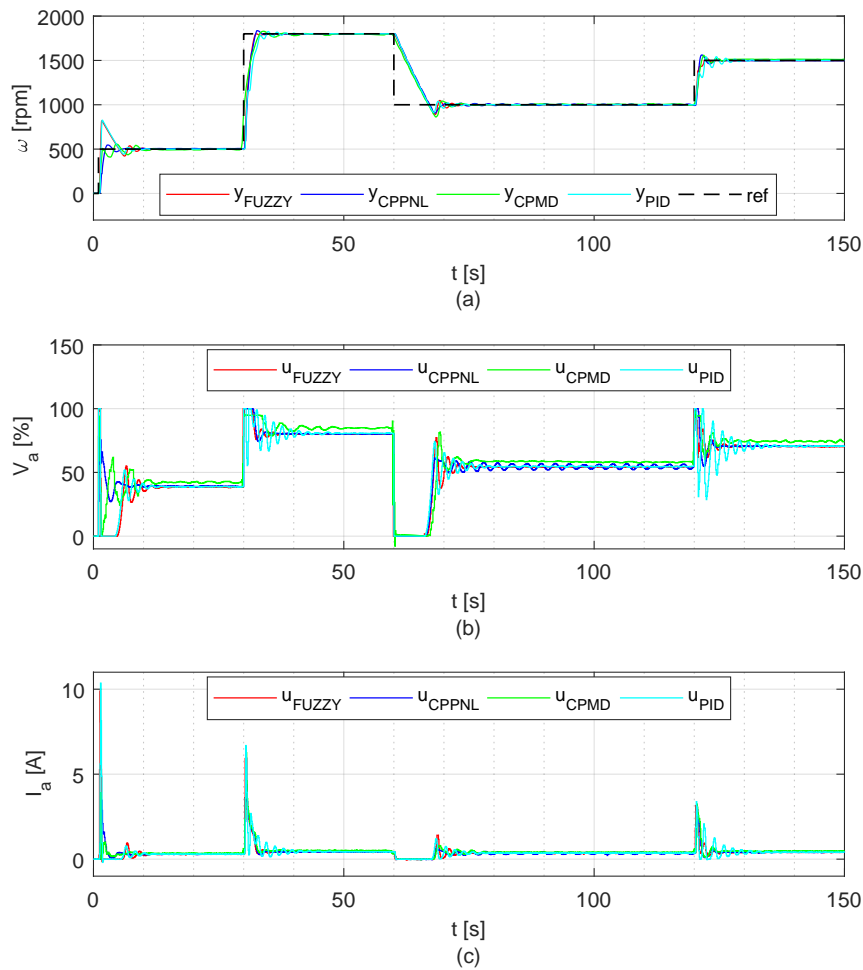 2000
1500
1000
500
0
ω [rpm]
y_FUZZY y_CPPNL y_CPMD y_PID ref
0 50 100 150
t [s]
(a)
150
100
50
0
V_a [%]
u_FUZZY u_CPPNL u_CPMD u_PID
0 50 100 150
t [s]
(b)
10
5
0
I_a [A]
u_FUZZY u_CPPNL u_CPMD u_PID
0 50 100 150
t [s]
(c)